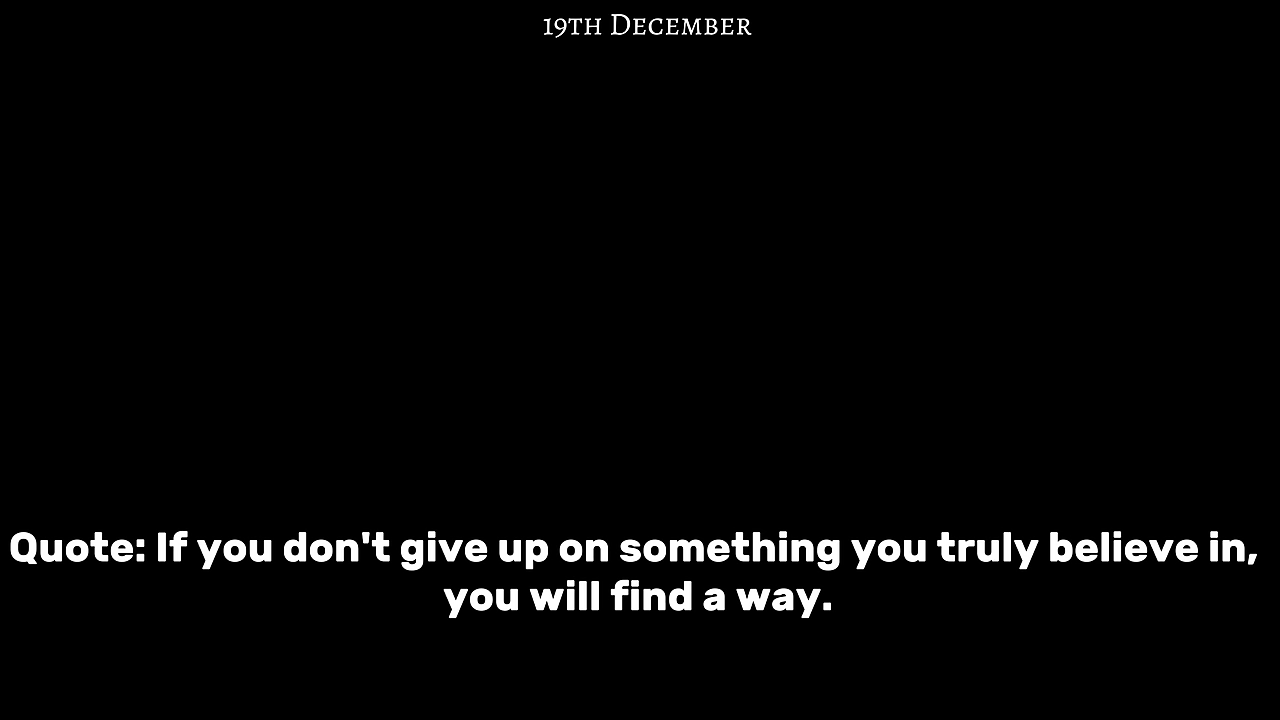 19th December
Quote: If you don't give up on something you truly believe in,
you will find a way.